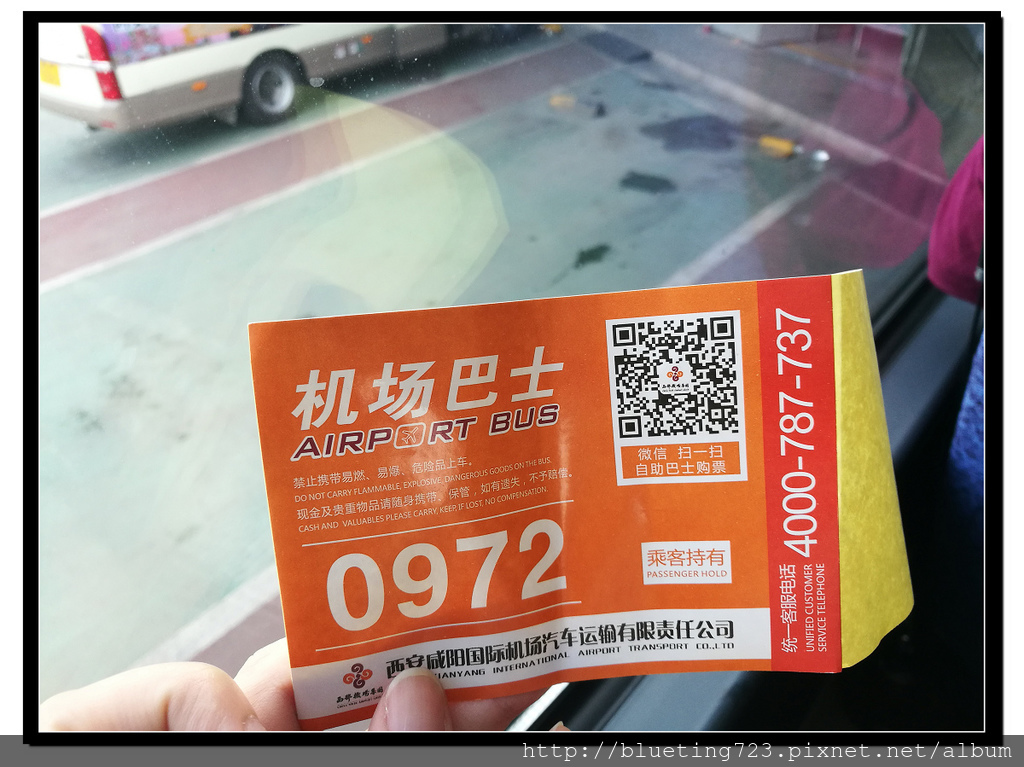 机场巴士
AIRPORT BUS
禁止携带易燃、易爆、危险品上车。
DO NOT CARRY FLAMMABLE, EXPLOSIVE, DANGEROUS GOODS ON THE BUS.
现金及贵重物品请随身携带、保管，如有遗失，不予赔偿。
CASH AND VALUABLES PLEASE CARRY, KEEP, IF LOST, NO COMPENSATION.
0972
微信 扫一扫
自助巴士购票
乘客持有
PASSENGER HOLD
西安咸阳国际机场汽车运输有限责任公司
INTERNATIONAL AIRPORT TRANSPORT CO.,LTD
统一客服电话
UNIFIED CUSTOMER
SERVICE TELEPHONE
4000-787-737
http://blueting723.pixnet.net/album